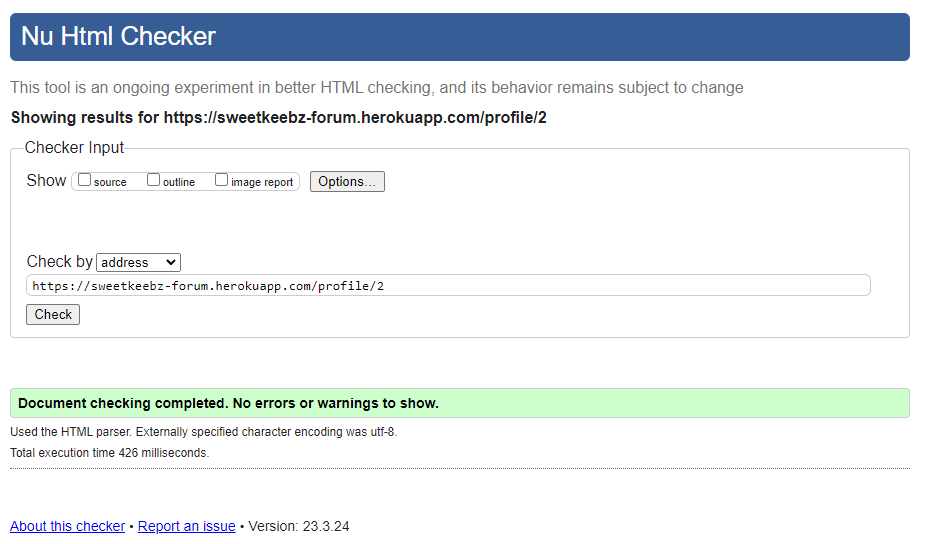 Nu Html Checker
This tool is an ongoing experiment in better HTML checking, and its behavior remains subject to change
Showing results for https://sweetkeebz-forum.herokuapp.com/profile/2
Checker Input
Show source outline image report Options...
Check by address
https://sweetkeebz-forum.herokuapp.com/profile/2
Check
Document checking completed. No errors or warnings to show.
Used the HTML parser. Externally specified character encoding was utf-8.
Total execution time 426 milliseconds.
About this checker • Report an issue • Version: 23.3.24